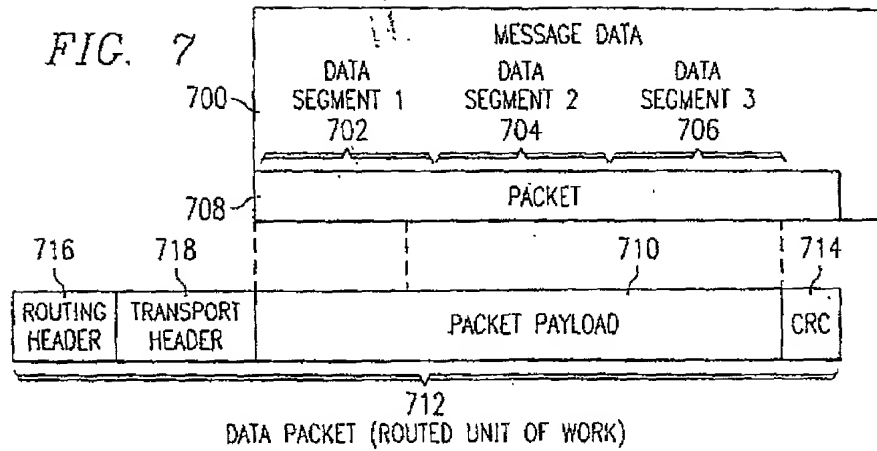 FIG. 7
MESSAGE DATA
DATA SEGMENT 1
702
DATA SEGMENT 2
704
DATA SEGMENT 3
706
700
708
PACKET
716
718
710
714
ROUTING HEADER
TRANSPORT HEADER
PACKET PAYLOAD
CRC
712
DATA PACKET (ROUTED UNIT OF WORK)